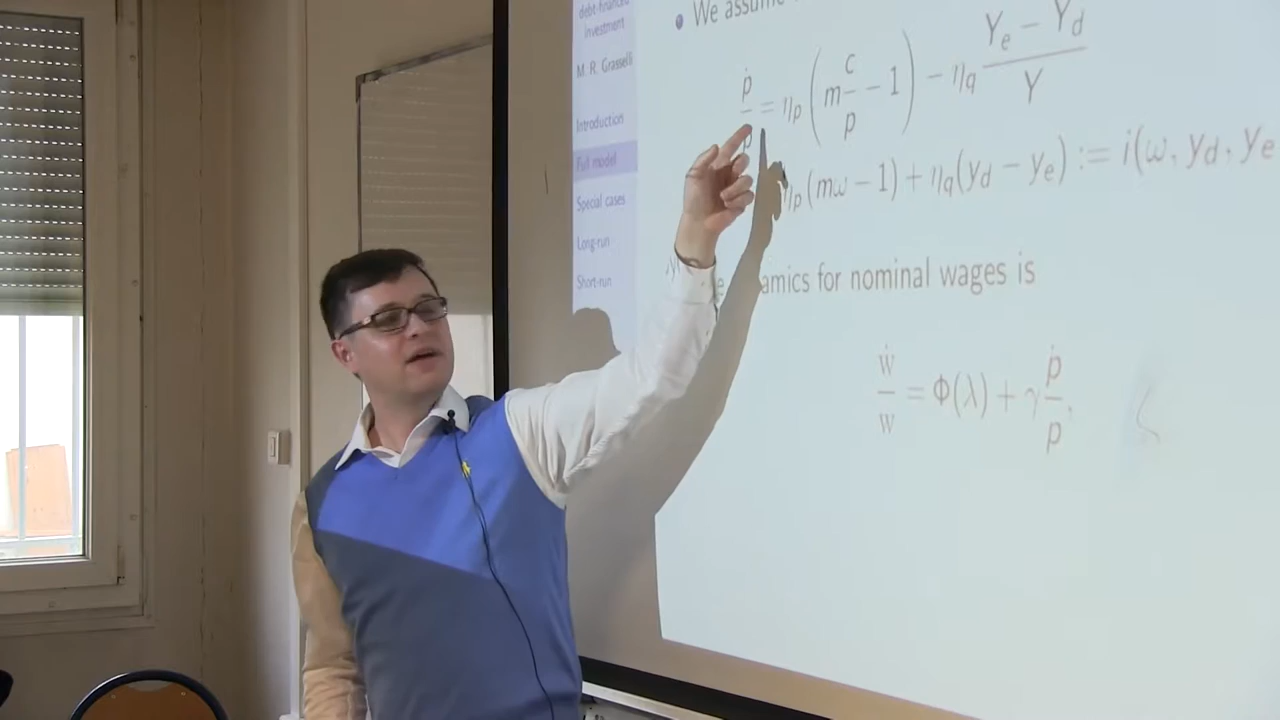 debt-financed
investment
M. R. Grasselli
Introduction
Full model
Special cases
Long-run
Short-run
We assume
ṗ/p = η_p (m c/p − 1) − η_q (Y_e − Y_d)/Y
η_p(mω − 1) + η_q(y_d − y_e) := i(ω, y_d, y_e
amics for nominal wages is
ẇ/w = Φ(λ) + γ ṗ/p,